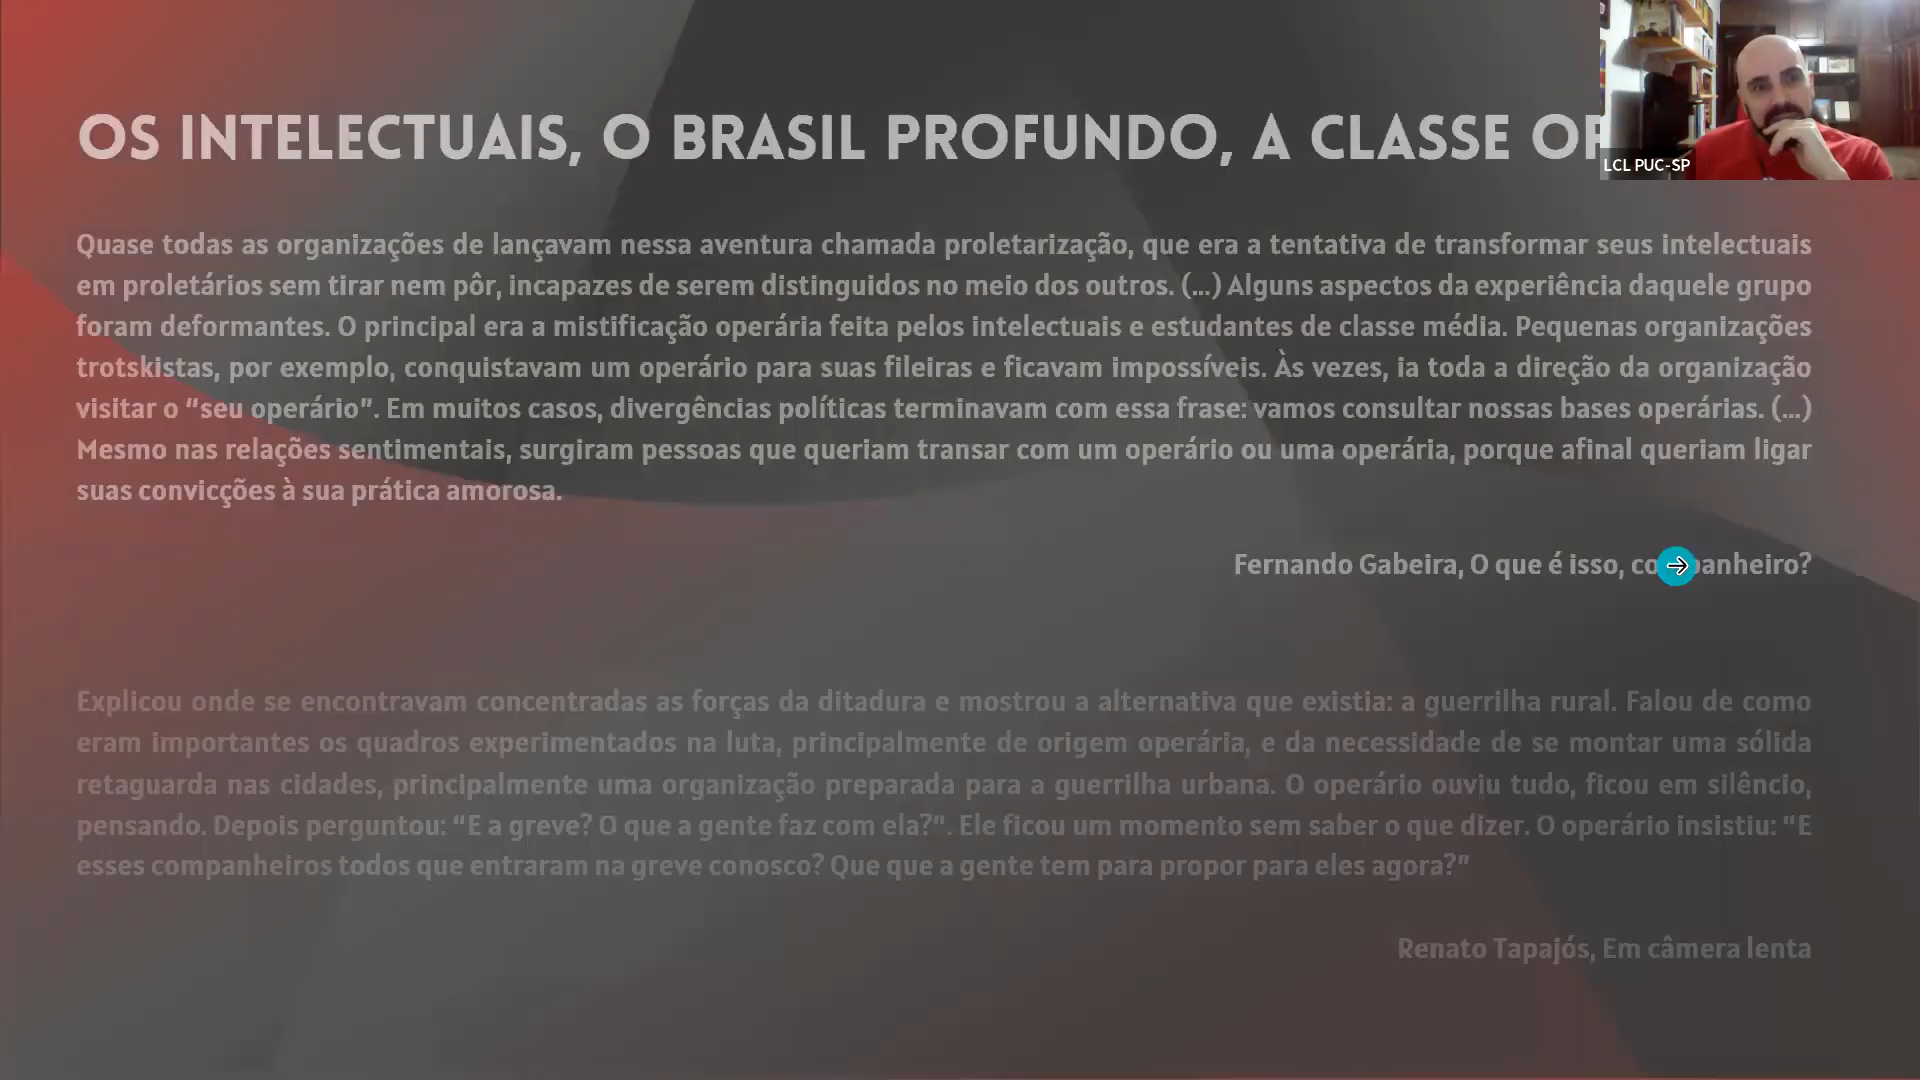 OS INTELECTUAIS, O BRASIL PROFUNDO, A CLASSE OP
LCL PUC-SP
Quase todas as organizações de lançavam nessa aventura chamada proletarização, que era a tentativa de transformar seus intelectuais
em proletários sem tirar nem pôr, incapazes de serem distinguidos no meio dos outros. (...) Alguns aspectos da experiência daquele grupo
foram deformantes. O principal era a mistificação operária feita pelos intelectuais e estudantes de classe média. Pequenas organizações
trotskistas, por exemplo, conquistavam um operário para suas fileiras e ficavam impossíveis. Às vezes, ia toda a direção da organização
visitar o “seu operário”. Em muitos casos, divergências políticas terminavam com essa frase: vamos consultar nossas bases operárias. (...)
Mesmo nas relações sentimentais, surgiram pessoas que queriam transar com um operário ou uma operária, porque afinal queriam ligar
suas convicções à sua prática amorosa.
Fernando Gabeira, O que é isso, companheiro?
Explicou onde se encontravam concentradas as forças da ditadura e mostrou a alternativa que existia: a guerrilha rural. Falou de como
eram importantes os quadros experimentados na luta, principalmente de origem operária, e da necessidade de se montar uma sólida
retaguarda nas cidades, principalmente uma organização preparada para a guerrilha urbana. O operário ouviu tudo, ficou em silêncio,
pensando. Depois perguntou: “E a greve? O que a gente faz com ela?”. Ele ficou um momento sem saber o que dizer. O operário insistiu: “E
esses companheiros todos que entraram na greve conosco? Que que a gente tem para propor para eles agora?”
Renato Tapajós, Em câmera lenta